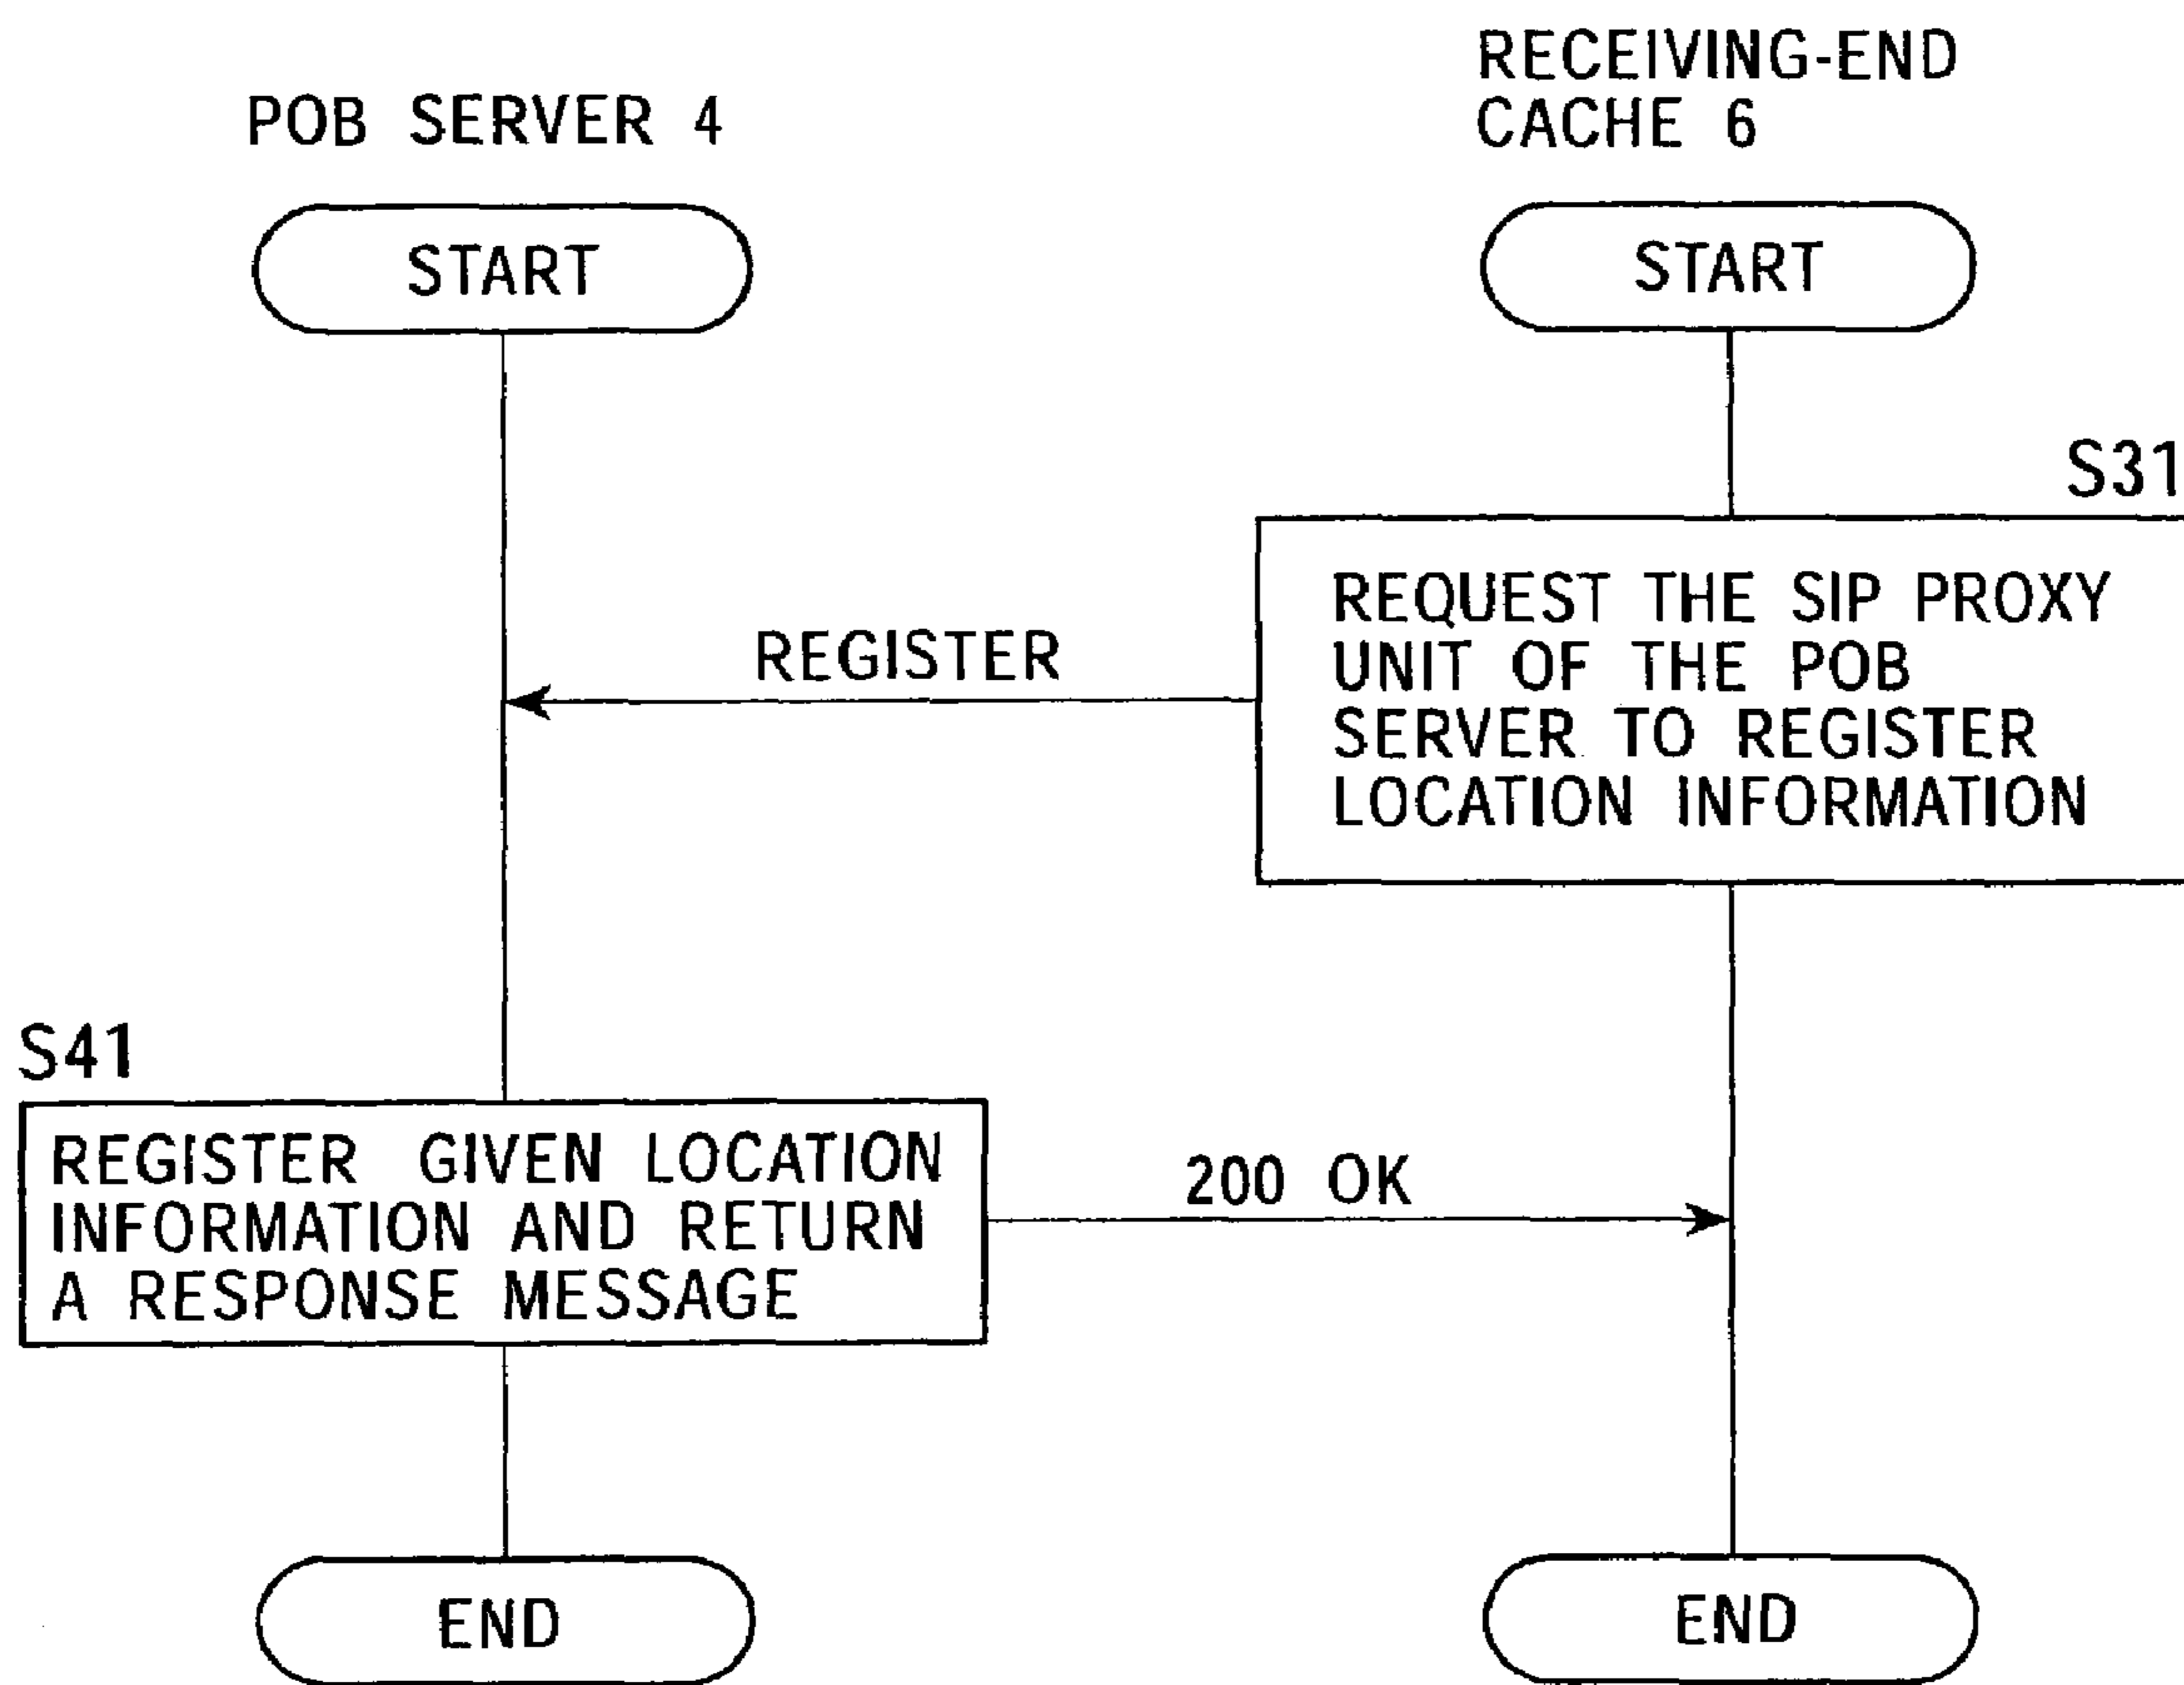 RECEIVING-END
CACHE 6
POB SERVER 4
START
START
S31
REQUEST THE SIP PROXY
UNIT OF THE POB
SERVER TO REGISTER
LOCATION INFORMATION
REGISTER
S41
REGISTER GIVEN LOCATION
INFORMATION AND RETURN
A RESPONSE MESSAGE
200 OK
END
END